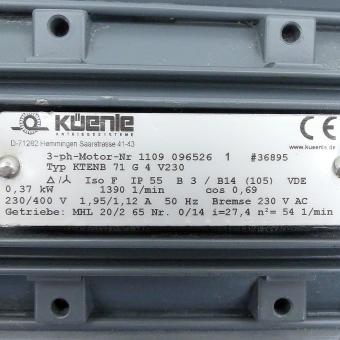 KÜENLE
ANTRIEBSSYSTEME
CE
D-71282 Hemmingen Saarstrasse 41-43
www.kueenle.de
3-ph-Motor-Nr 1109 096526 1 #36895
Typ KTENB 71 G 4 V230
Δ/⅄ Iso F IP 55 B 3 / B14 (105) VDE
0,37 kW 1390 l/min cos 0,69
230/400 V 1,95/1,12 A 50 Hz Bremse 230 V AC
Getriebe: MHL 20/2 65 Nr. 0/14 i=27,4 n²= 54 l/min